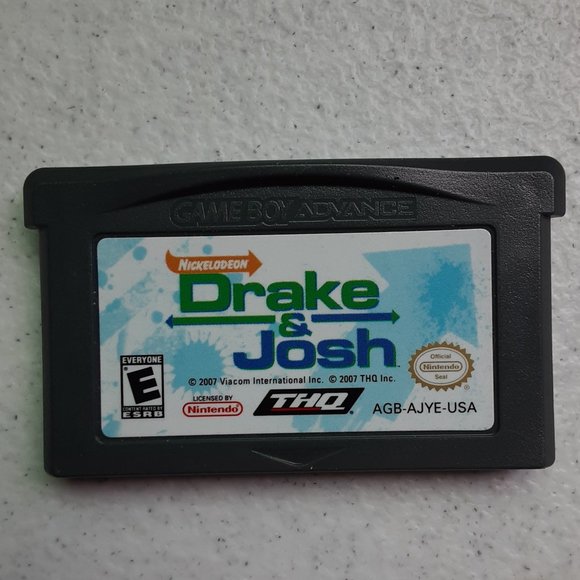 GAME BOY ADVANCE
NICKELODEON
Drake
&
Josh™
© 2007 Viacom International Inc. © 2007 THQ Inc.
EVERYONE
E
CONTENT RATED BY
ESRB
LICENSED BY
Nintendo
THQ
AGB-AJYE-USA
Official
Nintendo
Seal